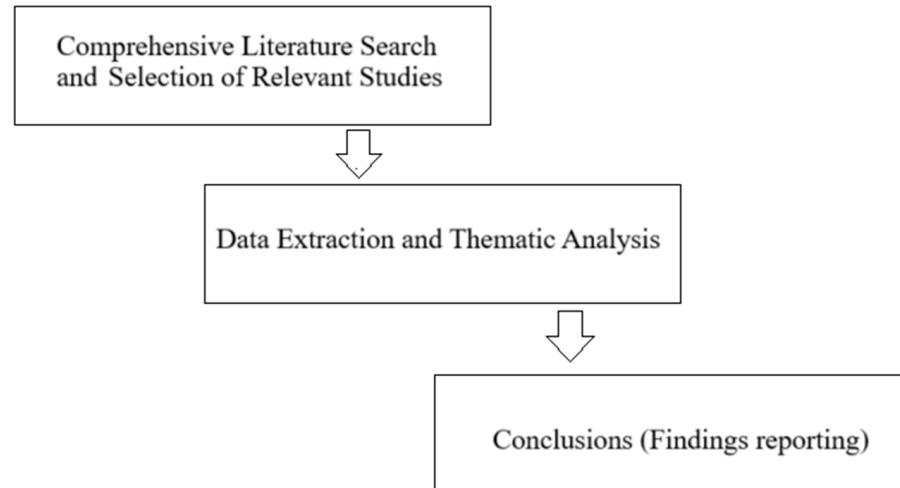 Comprehensive Literature Search
and Selection of Relevant Studies
Data Extraction and Thematic Analysis
Conclusions (Findings reporting)